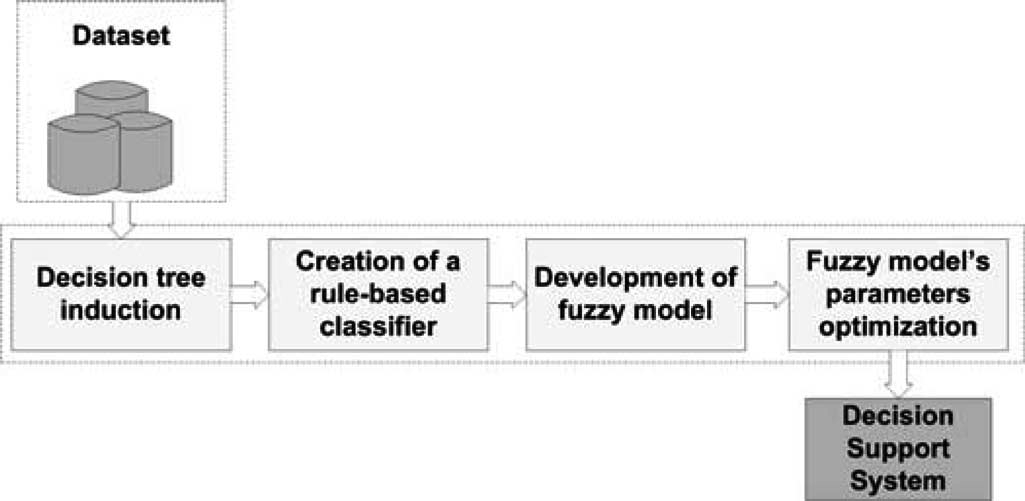 Dataset
Decision tree
induction
Creation of a
rule-based
classifier
Development of
fuzzy model
Fuzzy model's
parameters
optimization
Decision
Support
System